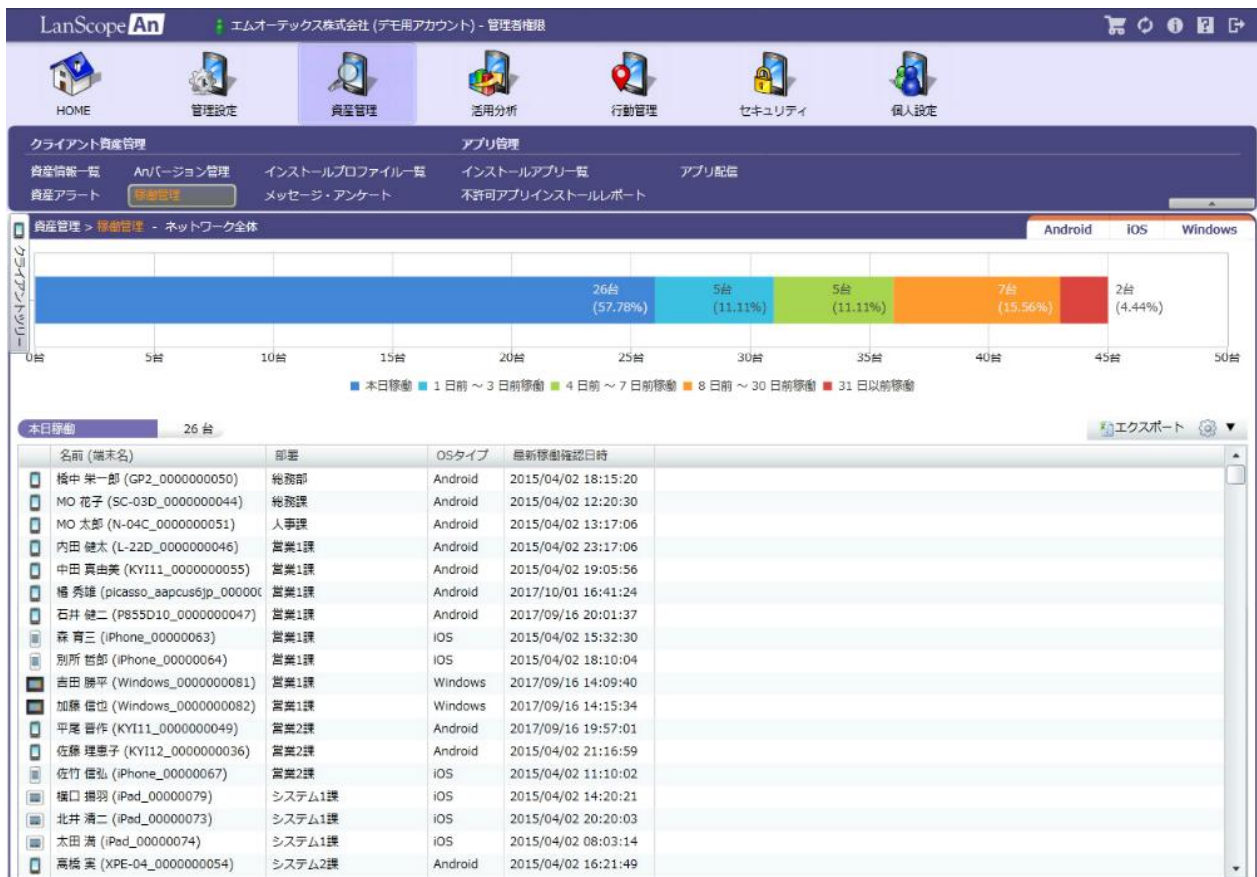 LanScope An エムオーテックス株式会社 (デモ用アカウント) - 管理者権限
HOME 管理設定 資産管理 活用分析 行動管理 セキュリティ 個人設定
クライアント資産管理 アプリ管理
資産情報一覧 Anバージョン管理 インストールプロファイル一覧 インストールアプリ一覧 アプリ配信
資産アラート 稼働管理 メッセージ・アンケート 不許可アプリインストールレポート
資産管理 > 稼働管理 - ネットワーク全体 Android iOS Windows
クライアントツリー
26台 5台 5台 7台 2台
(57.78%) (11.11%) (11.11%) (15.56%) (4.44%)
0台 5台 10台 15台 20台 25台 30台 35台 40台 45台 50台
本日稼働 1 日前 ～ 3 日前稼働 4 日前 ～ 7 日前稼働 8 日前 ～ 30 日前稼働 31 日以前稼働
本日稼働 26 台 エクスポート ▼
名前 (端末名) 部署 OSタイプ 最新稼働確認日時
橋中 栄一郎 (GP2_0000000050) 総務部 Android 2015/04/02 18:15:20
MO 花子 (SC-03D_0000000044) 総務課 Android 2015/04/02 12:20:30
MO 太郎 (N-04C_0000000051) 人事課 Android 2015/04/02 13:17:06
内田 健太 (L-22D_0000000046) 営業1課 Android 2015/04/02 23:17:06
中田 真由美 (KYI11_0000000055) 営業1課 Android 2015/04/02 19:05:56
秀雄 (picasso_aapcus6jp_00000 営業1課 Android 2017/10/01 16:41:24
石井 健二 (P855D10_0000000047) 営業1課 Android 2017/09/16 20:01:37
森 育三 (iPhone_00000063) 営業1課 iOS 2015/04/02 15:32:30
別所 哲郎 (iPhone_00000064) 営業1課 iOS 2015/04/02 18:10:04
吉田 勝平 (Windows_0000000081) 営業1課 Windows 2017/09/16 14:09:40
加藤 信也 (Windows_0000000082) 営業1課 Windows 2017/09/16 14:15:34
平尾 晋作 (KYI11_0000000049) 営業2課 Android 2017/09/16 19:57:01
佐藤 理恵子 (KYI12_0000000036) 営業2課 Android 2015/04/02 21:16:59
佐竹 信弘 (iPhone_00000067) 営業2課 iOS 2015/04/02 11:10:02
樋口 揚羽 (iPad_00000079) システム1課 iOS 2015/04/02 14:20:21
北井 清二 (iPad_00000073) システム1課 iOS 2015/04/02 20:20:03
太田 満 (iPad_00000074) システム1課 iOS 2015/04/02 08:03:14
高橋 実 (XPE-04_0000000054) システム2課 Android 2015/04/02 16:21:49